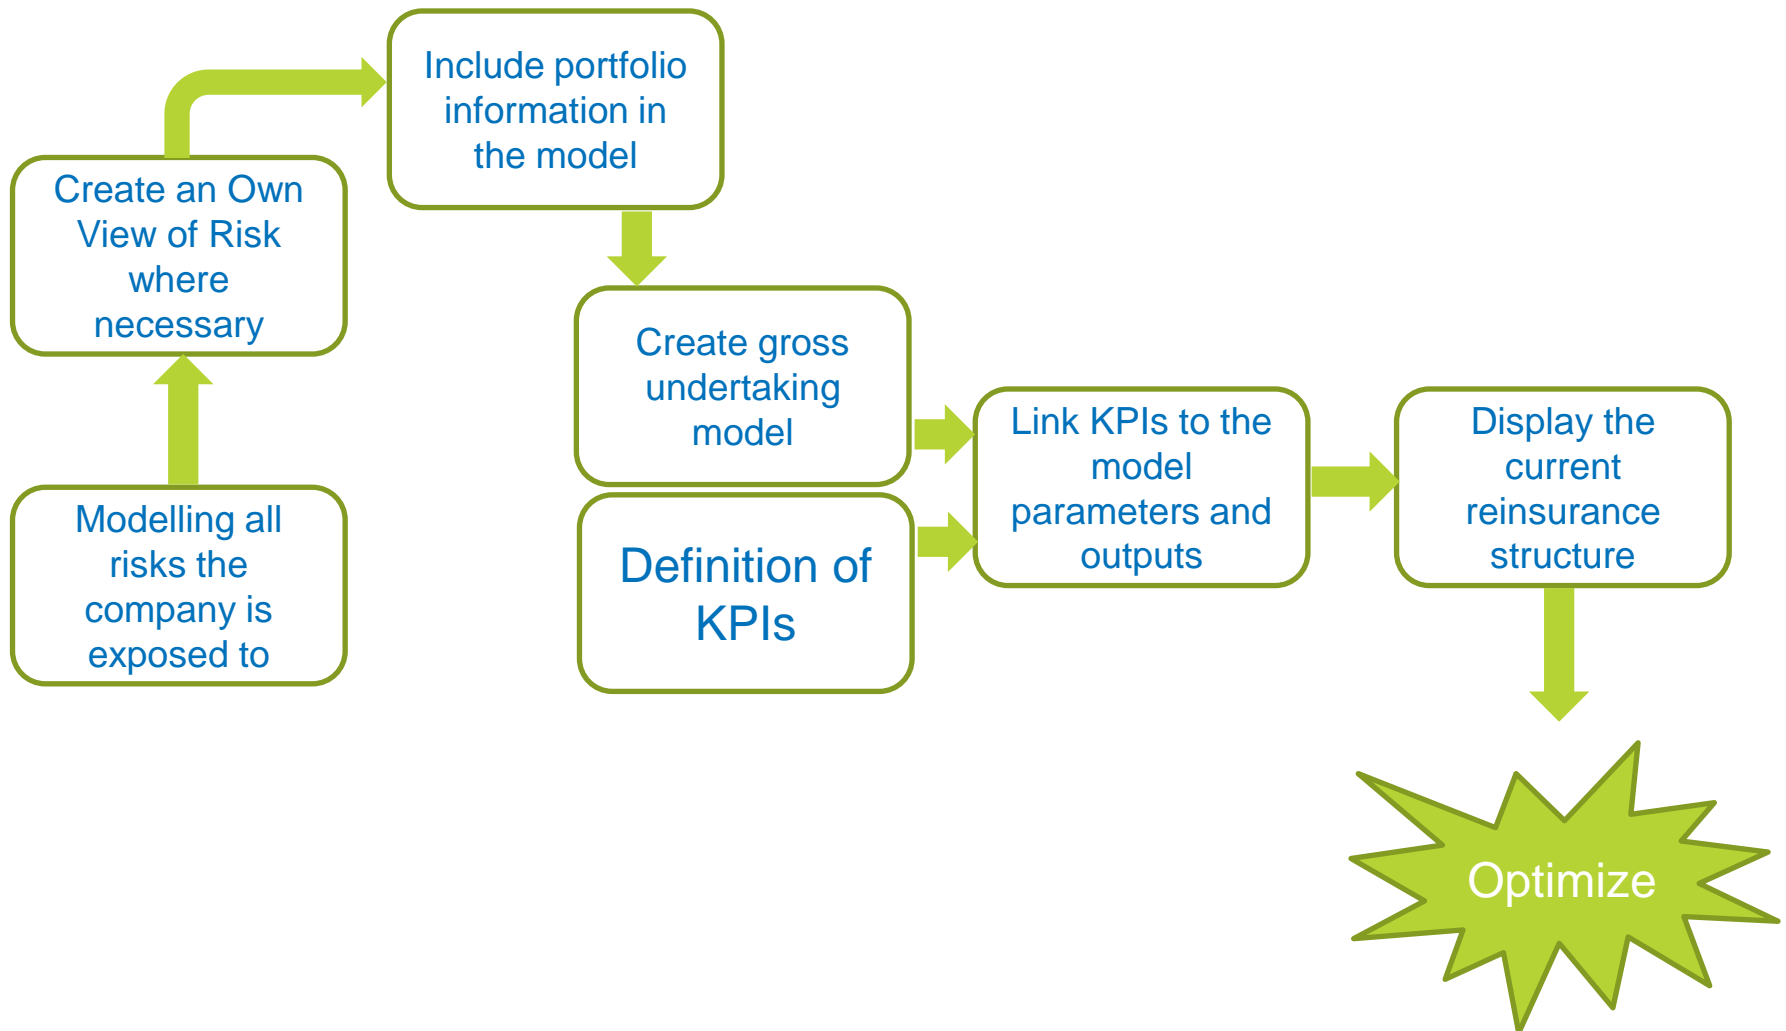 Include portfolio
information in
the model
Create an Own
View of Risk
where
necessary
Modelling all
risks the
company is
exposed to
Create gross
undertaking
model
Definition of
KPIs
Link KPIs to the
model
parameters and
outputs
Display the
current
reinsurance
structure
Optimize